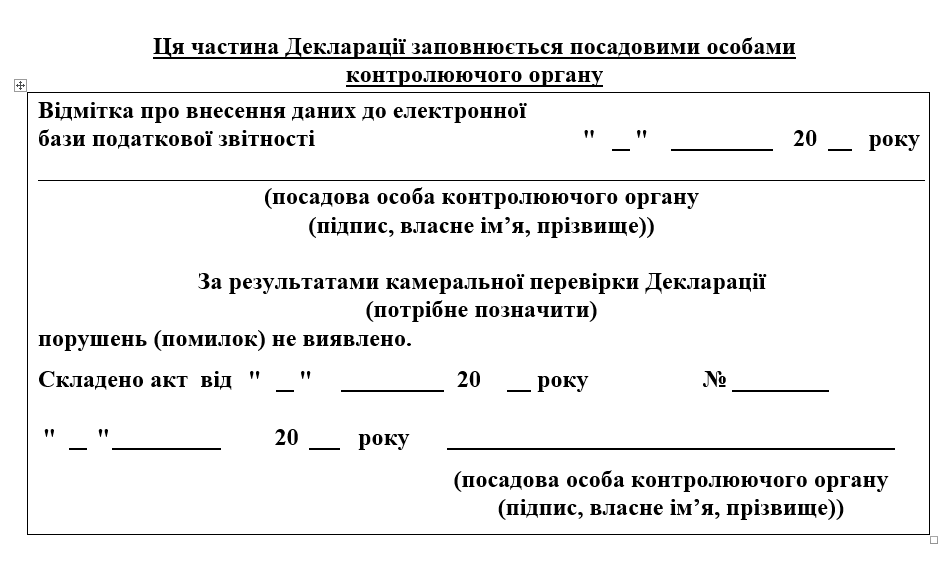 Ця частина Декларації заповнюється посадовими особами
контролюючого органу
Відмітка про внесення даних до електронної
бази податкової звітності " __ " _________ 20 __ року
(посадова особа контролюючого органу
(підпис, власне ім’я, прізвище))
За результатами камеральної перевірки Декларації
(потрібне позначити)
порушень (помилок) не виявлено.
Складено акт від " __ " _________ 20 __ року № ________
" __ " _________ 20 ___ року ______________________________
(посадова особа контролюючого органу
(підпис, власне ім’я, прізвище))